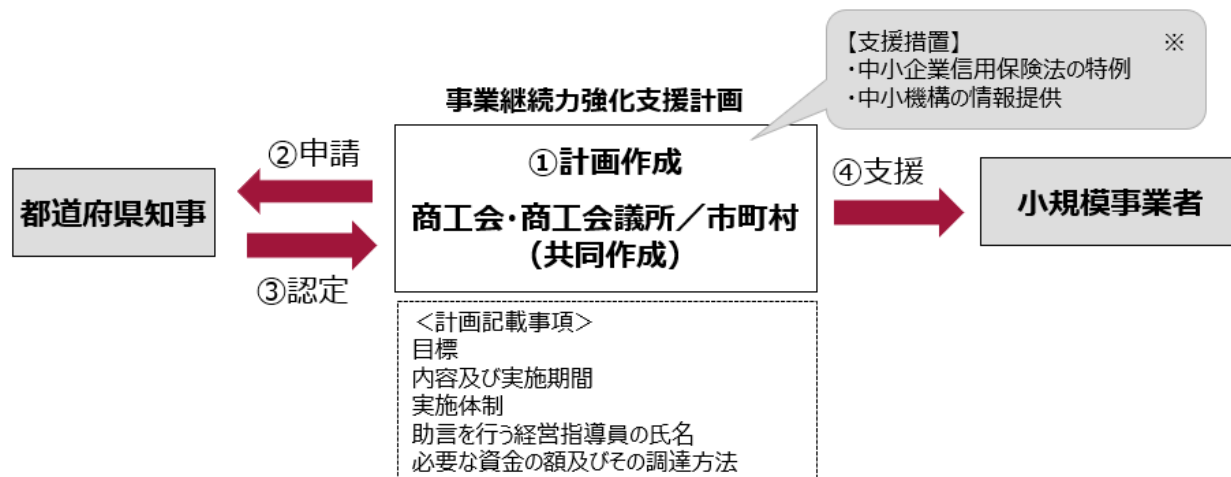 【支援措置】 ※
・中小企業信用保険法の特例
・中小機構の情報提供
事業継続力強化支援計画
②申請
①計画作成
④支援
都道府県知事
商工会・商工会議所／市町村
（共同作成）
小規模事業者
③認定
＜計画記載事項＞
目標
内容及び実施期間
実施体制
助言を行う経営指導員の氏名
必要な資金の額及びその調達方法